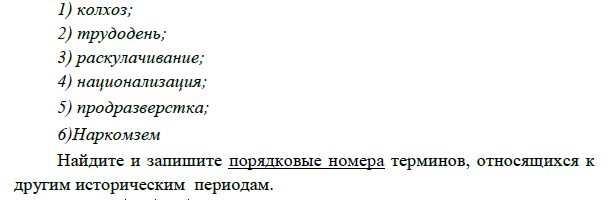 1) колхоз;
2) трудодень;
3) раскулачивание;
4) национализация;
5) продразверстка;
6)Наркомзем
Найдите и запишите порядковые номера терминов, относящихся к
другим историческим периодам.